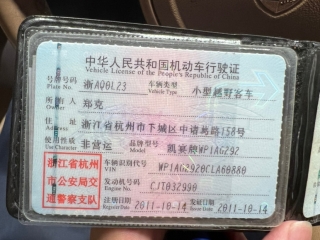 中华人民共和国机动车行驶证
Vehicle License of the People's Republic of China
号牌号码 浙A90L23 车辆类型 小型越野客车
Plate No. Vehicle Type
所有人 郑克
Owner
住址 浙江省杭州市下城区中诸地路158号
Address
使用性质 非营运 品牌型号 凯宴牌WP1AG292
Use Character Model
浙江省杭州 车辆识别代号 WP1AG2920CLA60880
VIN
市公安局交 发动机号码 CJT032990
Engine No.
道警察支队 注册日期 2011-10-14 发证日期 2011-10-14
Register Date Issue Date